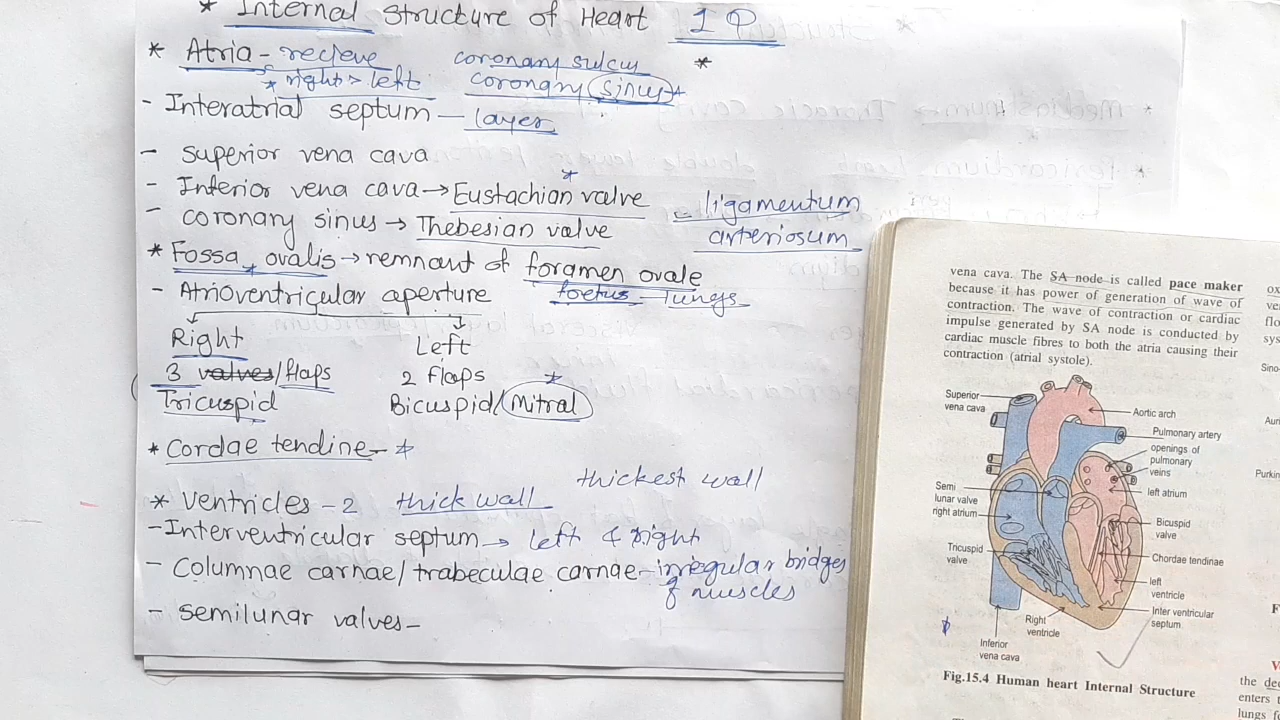 * Internal Structure of Heart 1 φ
* Atria - recieve coronary sulcus *
* right > left coronary sinus *
- Interatrial septum - layer
- superior vena cava
- Inferior vena cava → Eustachian valve
- coronary sinus → Thebesian valve
- ligamentum
arteriosum
* Fossa ovalis → remnant of foramen ovale
- Atrioventricular aperture foetus - lungs
Right Left
3 valves/flaps 2 flaps
Tricuspid Bicuspid/Mitral
* Cordae tendine - *
thickest wall
* Ventricles - 2 thick wall
- Interventricular septum → left & right
- Columnae carnae/trabeculae carnae - irregular bridges
of muscles
- semilunar valves -
vena cava. The SA node is called pace maker
because it has power of generation of wave of
contraction. The wave of contraction or cardiac
impulse generated by SA node is conducted by
cardiac muscle fibres to both the atria causing their
contraction (atrial systole).
Superior
vena cava
Aortic arch
Pulmonary artery
openings of
pulmonary
veins
Semi
lunar valve
right atrium
left atrium
Bicuspid
valve
Tricuspid
valve
Chordae tendinae
left
ventricle
Inter ventricular
septum
Right
ventricle
Inferior
vena cava
Fig.15.4 Human heart Internal Structure
Sino-
Purkin
the
enters
lungs